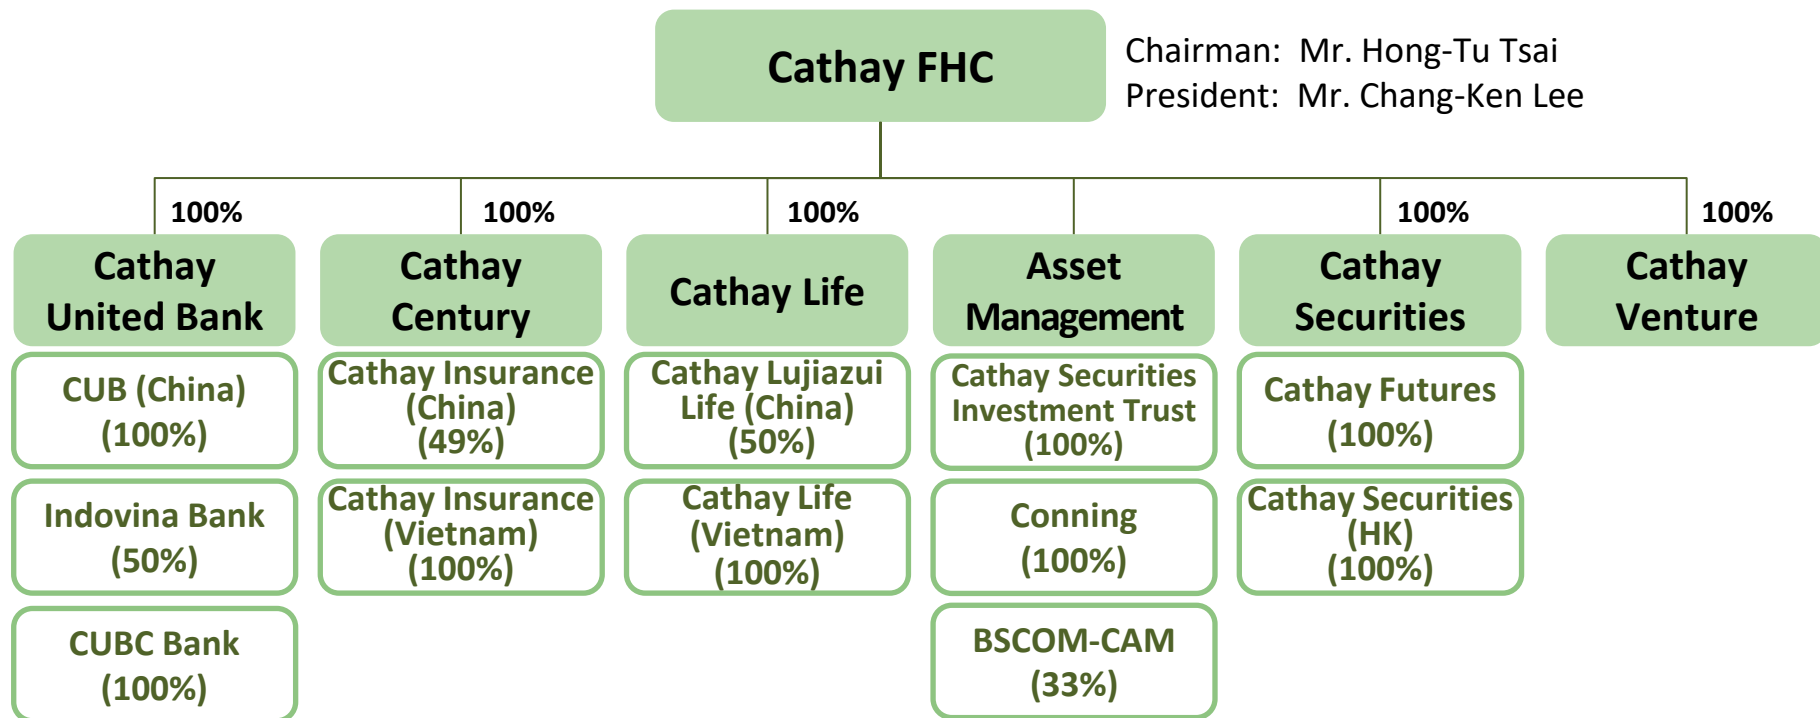 Cathay FHC
Chairman: Mr. Hong-Tu Tsai
President: Mr. Chang-Ken Lee
100%
100%
100%
100%
100%
Cathay
United Bank
Cathay
Century
Cathay Life
Asset
Management
Cathay
Securities
Cathay
Venture
CUB (China)
(100%)
Cathay Insurance
(China)
(49%)
Cathay Lujiazui
Life (China)
(50%)
Cathay Securities
Investment Trust
(100%)
Cathay Futures
(100%)
Indovina Bank
(50%)
Cathay Insurance
(Vietnam)
(100%)
Cathay Life
(Vietnam)
(100%)
Conning
(100%)
Cathay Securities
(HK)
(100%)
CUBC Bank
(100%)
BSCOM-CAM
(33%)